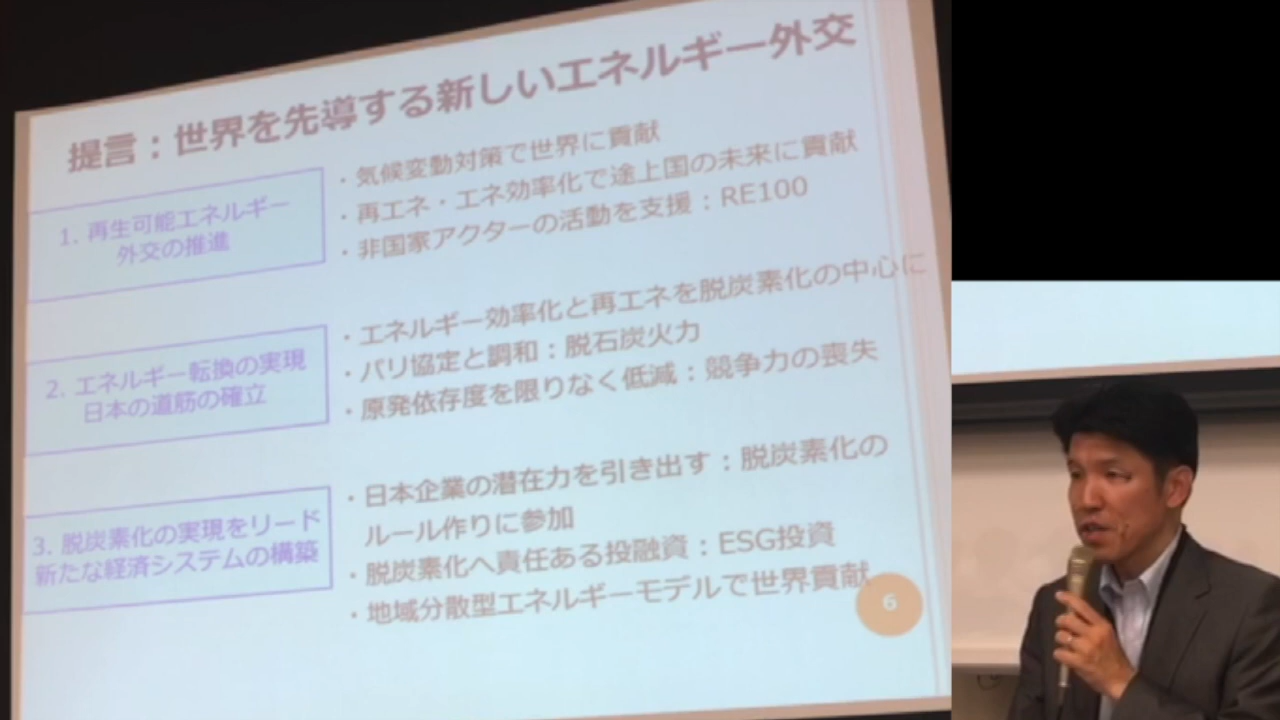 提言：世界を先導する新しいエネルギー外交
1. 再生可能エネルギー
外交の推進
・気候変動対策で世界に貢献
・再エネ・エネ効率化で途上国の未来に貢献
・非国家アクターの活動を支援：RE100
2. エネルギー転換の実現
日本の道筋の確立
・エネルギー効率化と再エネを脱炭素化の中心に
・パリ協定と調和：脱石炭火力
・原発依存度を限りなく低減：競争力の喪失
3. 脱炭素化の実現をリード
新たな経済システムの構築
・日本企業の潜在力を引き出す：脱炭素化の
ルール作りに参加
・脱炭素化へ責任ある投融資：ESG投資
・地域分散型エネルギーモデルで世界貢献
6